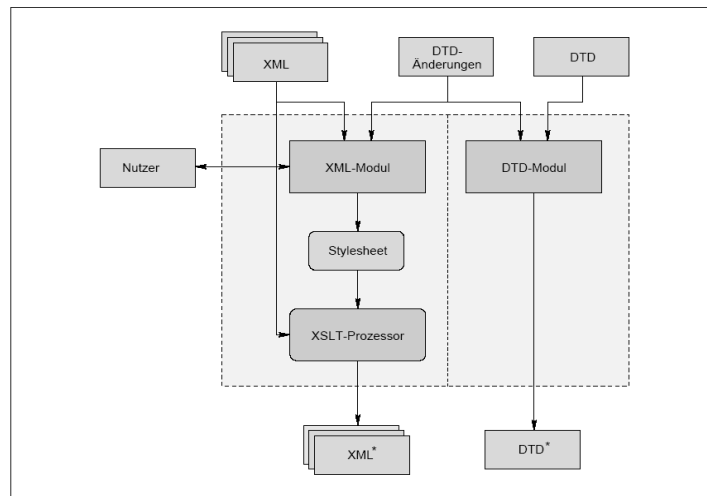 XML
DTD-
Änderungen
DTD
Nutzer
XML-Modul
DTD-Modul
Stylesheet
XSLT-Prozessor
XML*
DTD*